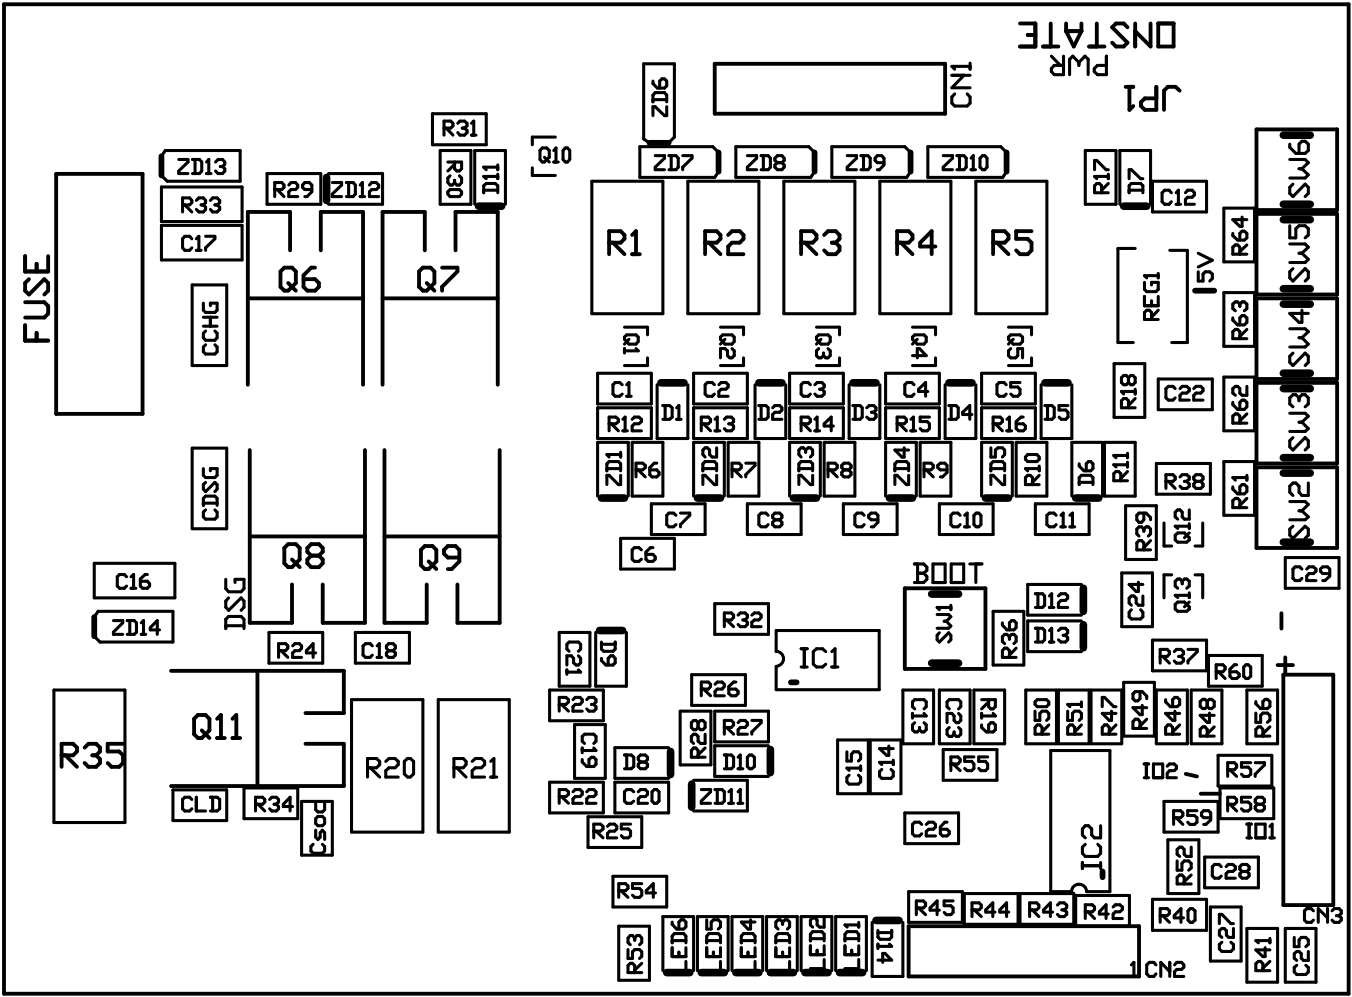 ONSTATE
PWR
JP1
CN1
ZD6
R31
Q10
ZD13
R29
ZD12
R30
D11
ZD7
ZD8
ZD9
ZD10
R17
D7
C12
SW6
R33
C17
R64
SW5
FUSE
CCHG
Q6
Q7
R1
R2
R3
R4
R5
REG1
5V
R63
SW4
Q1
Q2
Q3
Q4
Q5
C1
C2
C3
C4
C5
R12
D1
R13
D2
R14
D3
R15
D4
R16
D5
R18
C22
R62
SW3
CDSG
ZD1
R6
ZD2
R7
ZD3
R8
ZD4
R9
ZD5
R10
D6
R11
R38
R61
SW2
C7
C8
C9
C10
C11
R39
Q12
C6
Q8
Q9
C16
DSG
ZD14
BOOT
SW1
D12
D13
R36
C24
Q13
C29
-
R32
IC1
R24
C18
C21
D9
R37
R60
+
R35
Q11
R20
R21
R23
R26
C19
D8
R28
R27
D10
C13
C23
R19
R50
R51
R47
R49
R46
R48
R56
C15
C14
R55
IO2
R57
CLD
R34
Csop
R22
C20
ZD11
R25
C26
IC2
R59
R58
IO1
R52
C28
R54
R45
R44
R43
R42
R40
C27
CN3
R53
LED6
LED5
LED4
LED3
LED2
LED1
D14
1 CN2
R41
C25